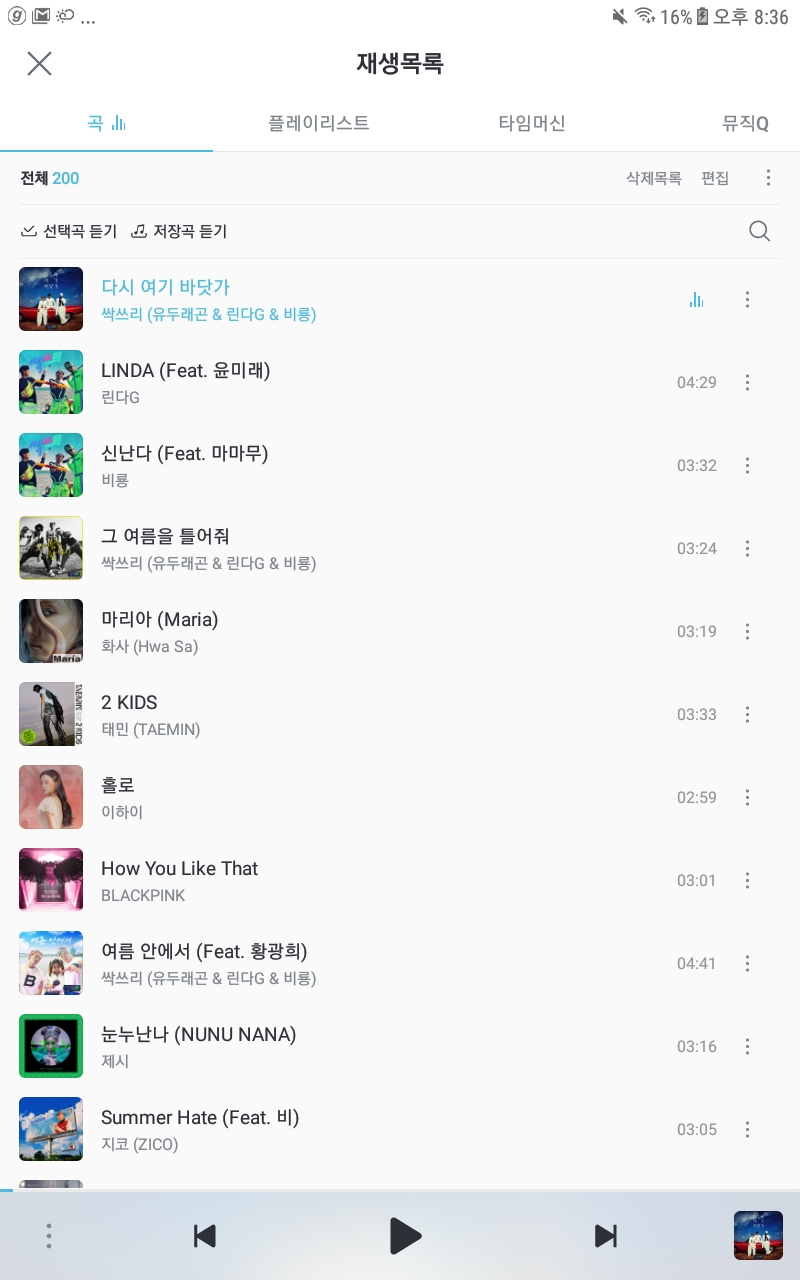 16% 오후 8:36
재생목록
곡 플레이리스트 타임머신 뮤직Q
전체 200 삭제목록 편집
선택곡 듣기 저장곡 듣기
다시 여기 바닷가
싹쓰리 (유두래곤 & 린다G & 비룡)
LINDA (Feat. 윤미래)
린다G
04:29
신난다 (Feat. 마마무)
비룡
03:32
그 여름을 틀어줘
싹쓰리 (유두래곤 & 린다G & 비룡)
03:24
Maria
마리아 (Maria)
화사 (Hwa Sa)
03:19
TAEMIN 2 KIDS
2 KIDS
태민 (TAEMIN)
03:33
홀로
이하이
02:59
How You Like That
BLACKPINK
03:01
여름 안에서 (Feat. 황광희)
싹쓰리 (유두래곤 & 린다G & 비룡)
04:41
눈누난나 (NUNU NANA)
제시
03:16
Summer Hate (Feat. 비)
지코 (ZICO)
03:05